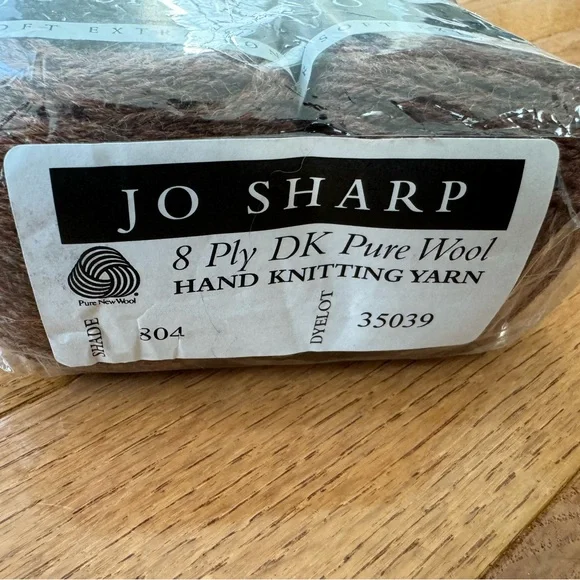 JO SHARP
8 Ply DK Pure Wool
HAND KNITTING YARN
Pure New Wool
SHADE 804
DYELOT 35039